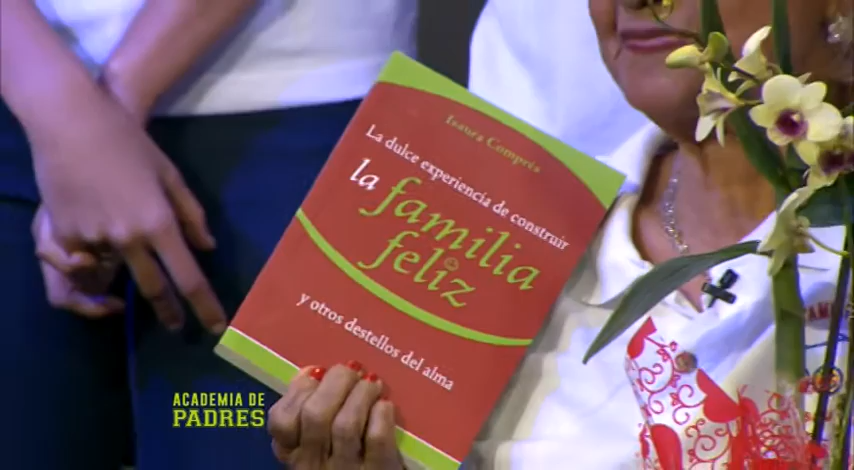 Isaura Comprés
La dulce experiencia de construir
la
familia
feliz
y otros destellos del alma
ACADEMIA DE
PADRES